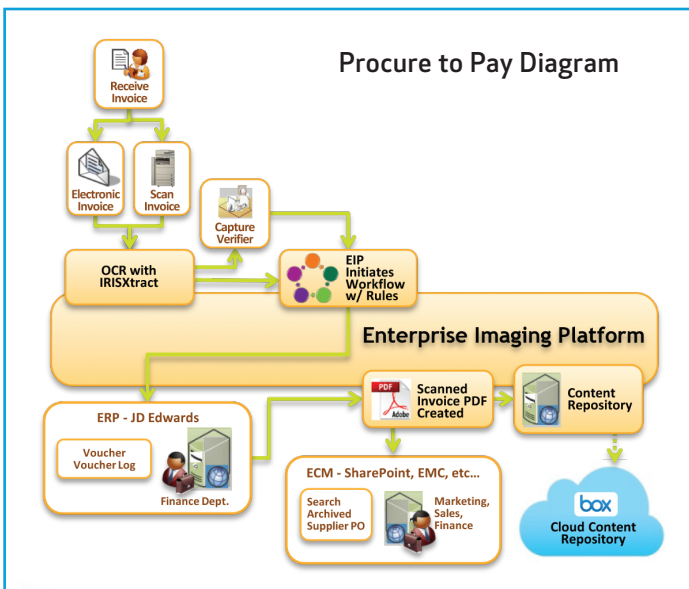 Procure to Pay Diagram
Receive
Invoice
Electronic
Invoice
Scan
Invoice
Capture
Verifier
OCR with
IRISXtract
EIP
Initiates
Workflow
w/ Rules
Enterprise Imaging Platform
ERP - JD Edwards
Voucher
Voucher Log
Finance Dept.
PDF
Adobe
Scanned
Invoice PDF
Created
Content
Repository
ECM - SharePoint, EMC, etc...
Search
Archived
Supplier PO
Marketing,
Sales,
Finance
box
Cloud Content
Repository